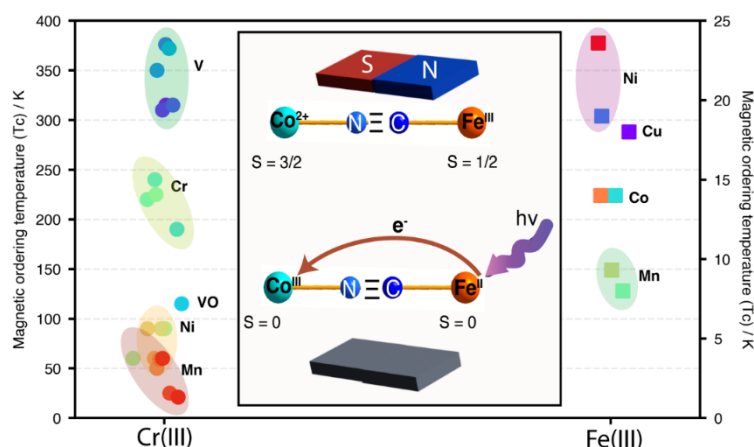 Magnetic ordering temperature (Tc) / K
400
350
300
250
200
150
100
50
0
V
Cr
VO
Ni
Mn
Cr(III)
S N
Co2+ N ≡ C FeIII
S = 3/2 S = 1/2
hν
e-
CoIII N ≡ C FeII
S = 0 S = 0
Ni
Cu
Co
Mn
Fe(III)
25
20
15
10
5
0
Magnetic ordering temperature (Tc) / K